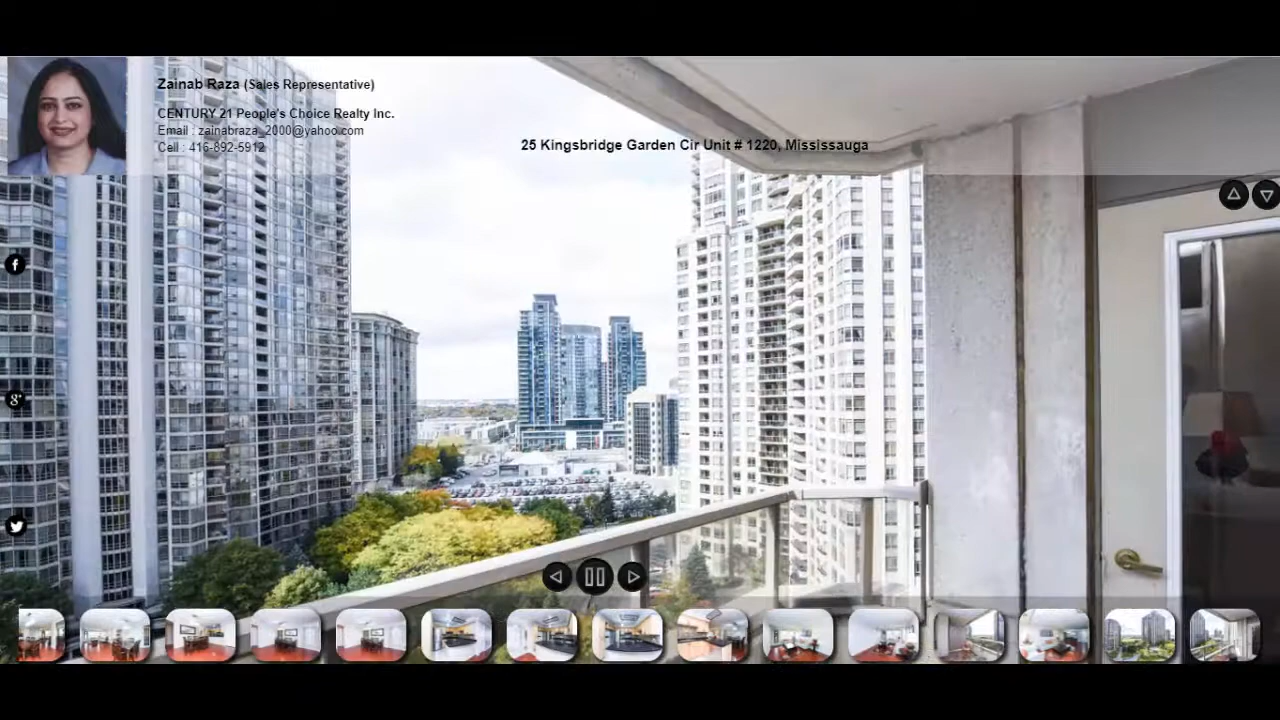 Zainab Raza (Sales Representative)
CENTURY 21 People's Choice Realty Inc.
Email : zainabraza_2000@yahoo.com
Cell : 416-892-5912
25 Kingsbridge Garden Cir Unit # 1220, Mississauga